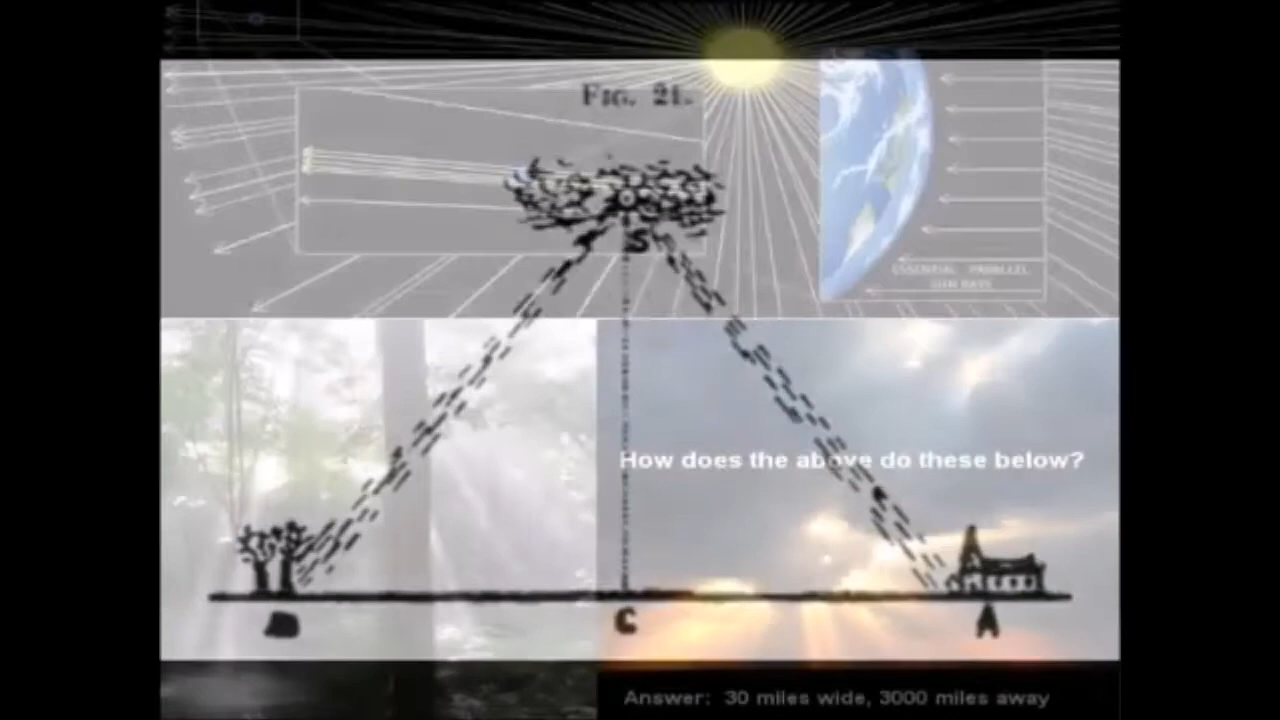 FIG. 21.
S
ESSENTIAL PARALLEL
SUN RAYS
How does the above do these below?
C
A
Answer: 30 miles wide, 3000 miles away